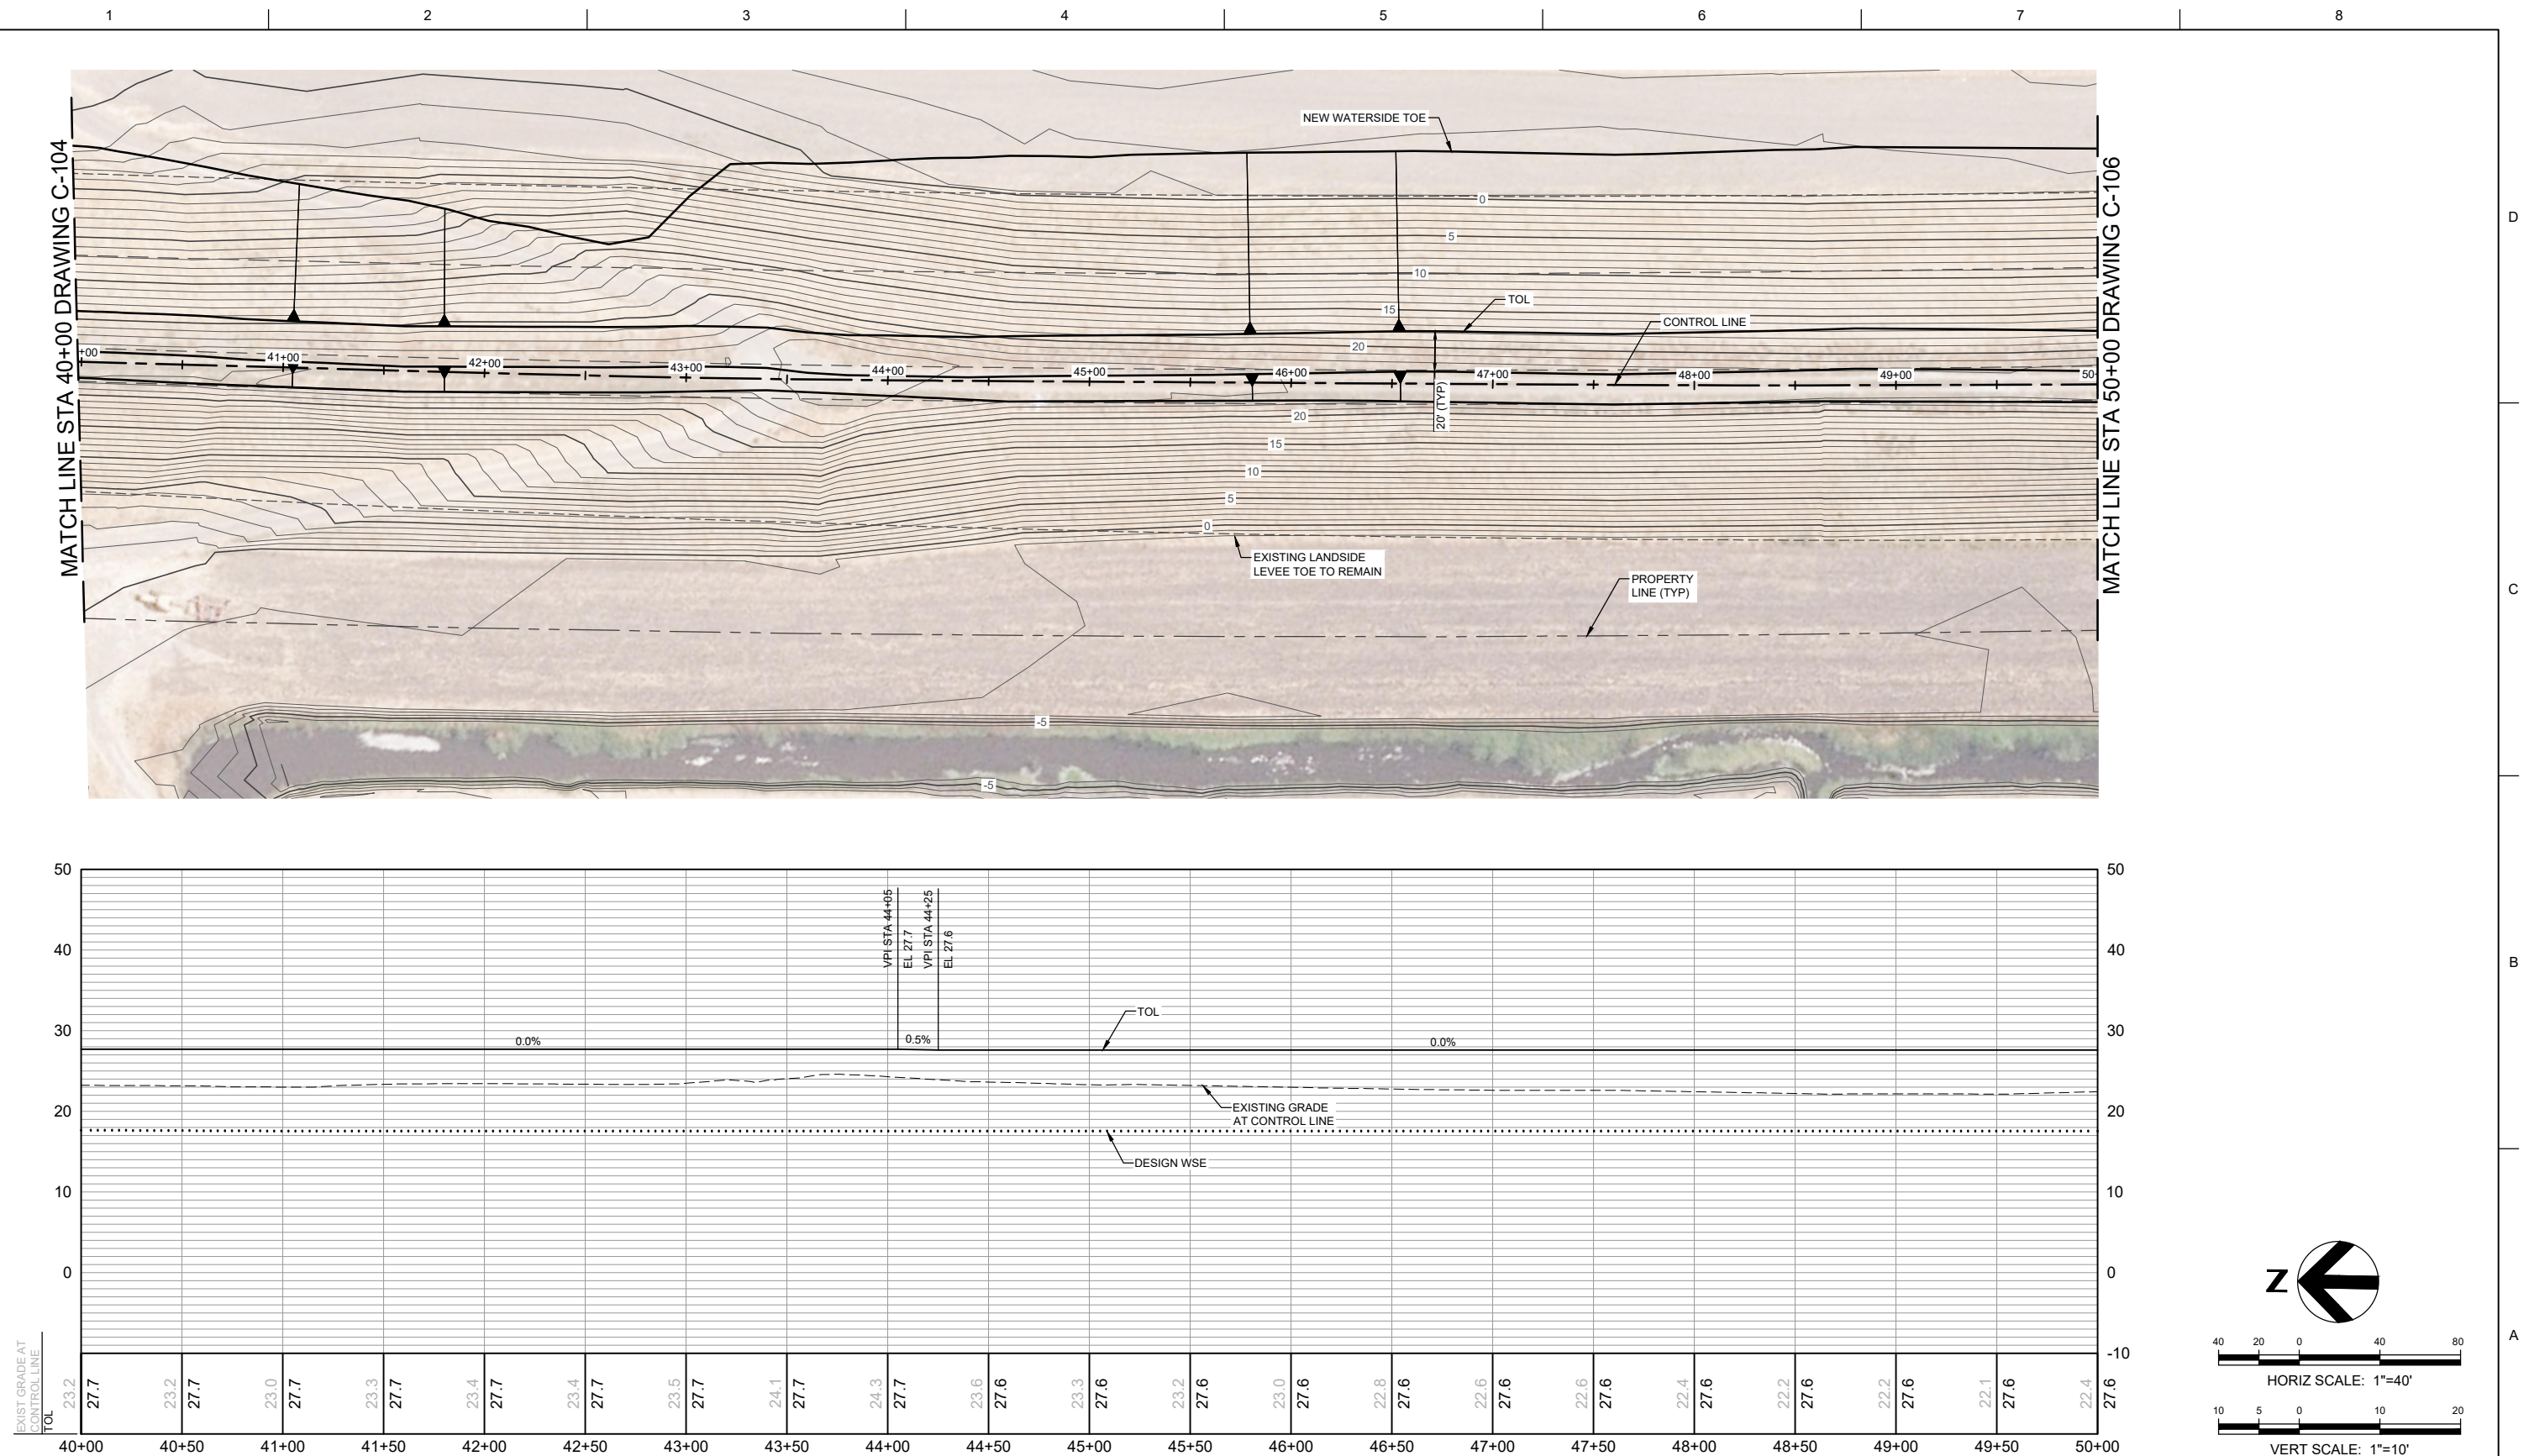 1 2 3 4 5 6 7 8
D
C
B
A
MATCH LINE STA 40+00 DRAWING C-104
MATCH LINE STA 50+00 DRAWING C-106
NEW WATERSIDE TOE
0
5
10
15
TOL
CONTROL LINE
20
+00 41+00 42+00 43+00 44+00 45+00 46+00 47+00 48+00 49+00 50
20' (TYP)
20
15
10
5
0
EXISTING LANDSIDE
LEVEE TOE TO REMAIN
PROPERTY
LINE (TYP)
-5
-5
50 50
40 40
30 30
20 20
10 10
0 0
-10
VPI STA 44+05
EL 27.7
VPI STA 44+25
EL 27.6
TOL
0.0% 0.5% 0.0%
EXISTING GRADE
AT CONTROL LINE
DESIGN WSE
EXIST GRADE AT
CONTROL LINE
TOL
23.2 23.2 23.0 23.3 23.4 23.4 23.5 24.1 24.3 23.6 23.3 23.2 23.0 22.8 22.6 22.6 22.4 22.2 22.2 22.1 22.4
27.7 27.7 27.7 27.7 27.7 27.7 27.7 27.7 27.7 27.6 27.6 27.6 27.6 27.6 27.6 27.6 27.6 27.6 27.6 27.6 27.6
40+00 40+50 41+00 41+50 42+00 42+50 43+00 43+50 44+00 44+50 45+00 45+50 46+00 46+50 47+00 47+50 48+00 48+50 49+00 49+50 50+00
Z
40 20 0 40 80
HORIZ SCALE: 1"=40'
10 5 0 10 20
VERT SCALE: 1"=10'